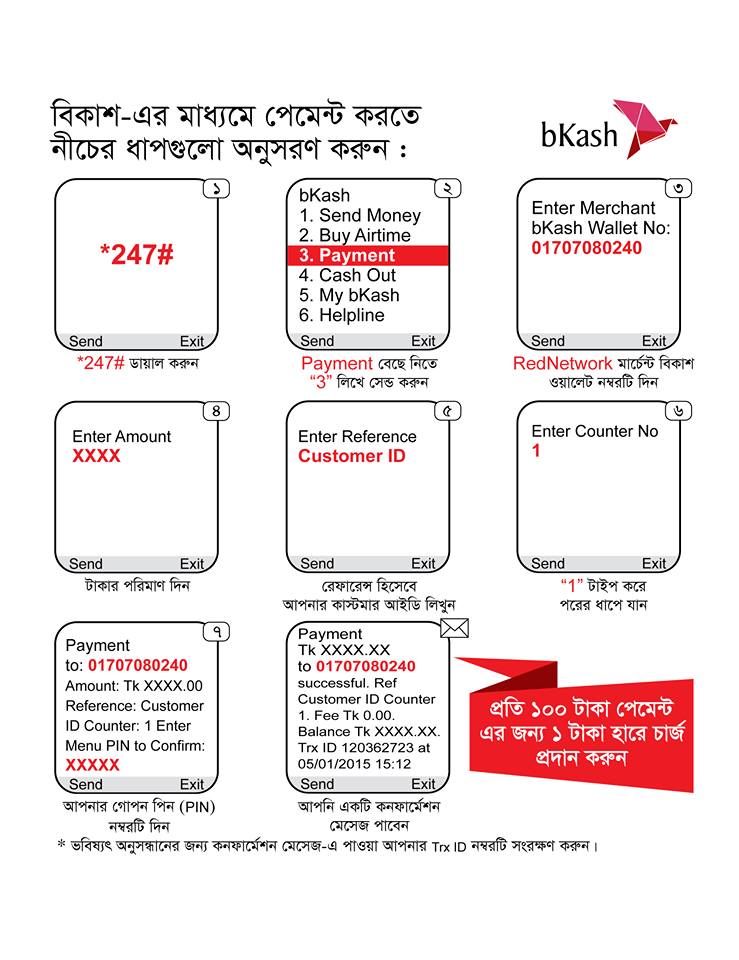 বিকাশ-এর মাধ্যমে পেমেন্ট করতে
নীচের ধাপগুলো অনুসরণ করুন :
bKash
১
*247#
Send Exit
*247# ডায়াল করুন
২
bKash
1. Send Money
2. Buy Airtime
3. Payment
4. Cash Out
5. My bKash
6. Helpline
Send Exit
Payment বেছে নিতে
“3” লিখে সেন্ড করুন
৩
Enter Merchant
bKash Wallet No:
01707080240
Send Exit
RedNetwork মার্চেন্ট বিকাশ
ওয়ালেট নম্বরটি দিন
৪
Enter Amount
XXXX
Send Exit
টাকার পরিমাণ দিন
৫
Enter Reference
Customer ID
Send Exit
রেফারেন্স হিসেবে
আপনার কাস্টমার আইডি লিখুন
৬
Enter Counter No
1
Send Exit
“1” টাইপ করে
পরের ধাপে যান
৭
Payment
to: 01707080240
Amount: Tk XXXX.00
Reference: Customer
ID Counter: 1 Enter
Menu PIN to Confirm:
XXXXX
Send Exit
আপনার গোপন পিন (PIN)
নম্বরটি দিন
Payment
Tk XXXX.XX
to 01707080240
successful. Ref
Customer ID Counter
1. Fee Tk 0.00.
Balance Tk XXXX.XX.
Trx ID 120362723 at
05/01/2015 15:12
Send Exit
আপনি একটি কনফার্মেশন
মেসেজ পাবেন
প্রতি ১০০ টাকা পেমেন্ট
এর জন্য ১ টাকা হারে চার্জ
প্রদান করুন
* ভবিষ্যৎ অনুসন্ধানের জন্য কনফার্মেশন মেসেজ-এ পাওয়া আপনার Trx ID নম্বরটি সংরক্ষণ করুন।